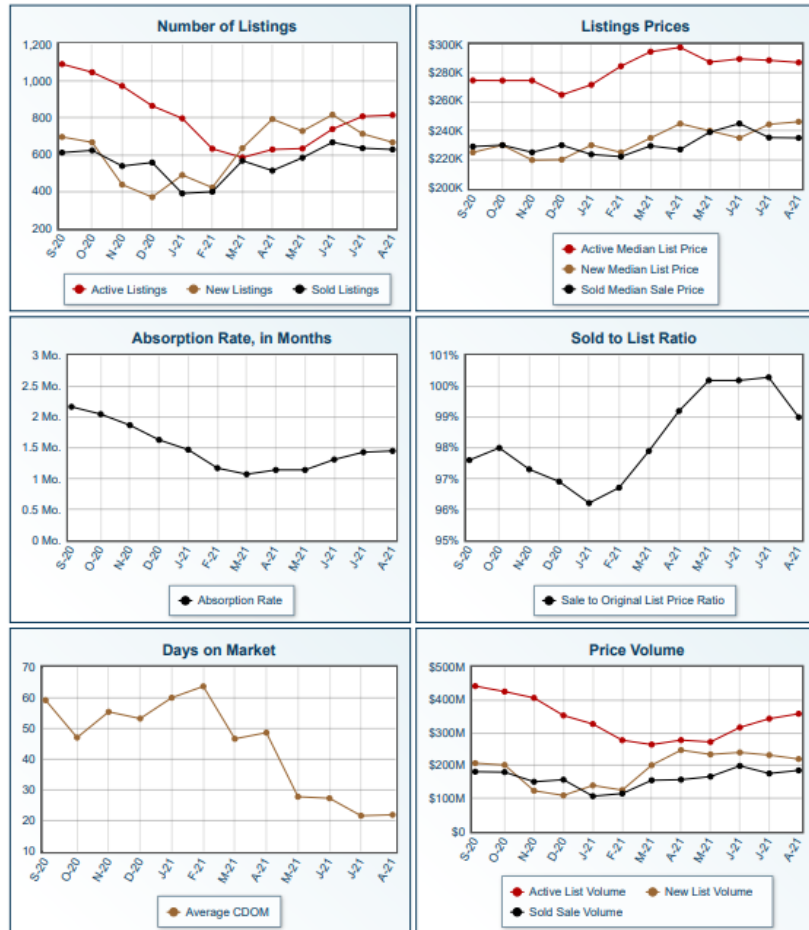 Number of Listings
1,200
1,000
800
600
400
200
S-20 O-20 N-20 D-20 J-21 F-21 M-21 A-21 M-21 J-21 J-21 A-21
Active Listings New Listings Sold Listings
Listings Prices
$300K
$280K
$260K
$240K
$220K
$200K
S-20 O-20 N-20 D-20 J-21 F-21 M-21 A-21 M-21 J-21 J-21 A-21
Active Median List Price
New Median List Price
Sold Median Sale Price
Absorption Rate, in Months
3 Mo.
2.5 Mo.
2 Mo.
1.5 Mo.
1 Mo.
0.5 Mo.
0 Mo.
S-20 O-20 N-20 D-20 J-21 F-21 M-21 A-21 M-21 J-21 J-21 A-21
Absorption Rate
Sold to List Ratio
101%
100%
99%
98%
97%
96%
95%
S-20 O-20 N-20 D-20 J-21 F-21 M-21 A-21 M-21 J-21 J-21 A-21
Sale to Original List Price Ratio
Days on Market
70
60
50
40
30
20
10
S-20 O-20 N-20 D-20 J-21 F-21 M-21 A-21 M-21 J-21 J-21 A-21
Average CDOM
Price Volume
$500M
$400M
$300M
$200M
$100M
$0
S-20 O-20 N-20 D-20 J-21 F-21 M-21 A-21 M-21 J-21 J-21 A-21
Active List Volume New List Volume
Sold Sale Volume